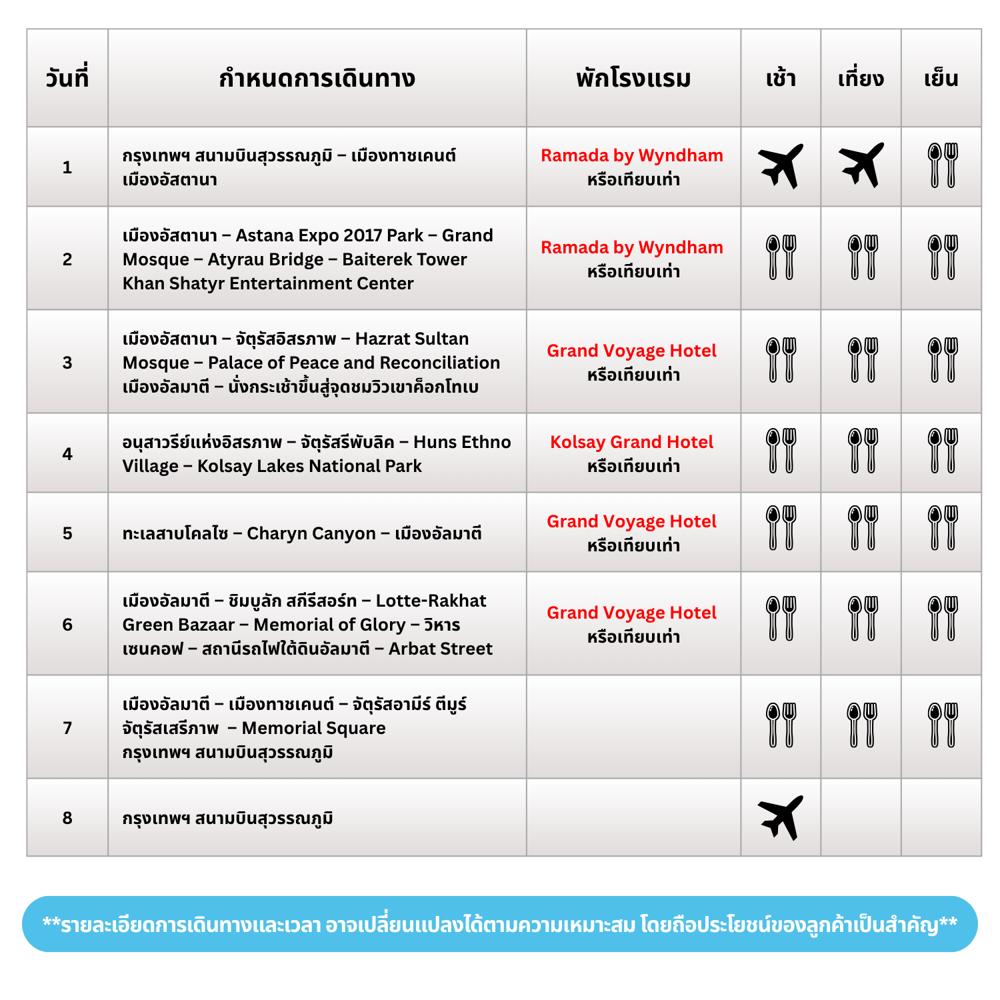 วันที่ กำหนดการเดินทาง พักโรงแรม เช้า เที่ยง เย็น
1
กรุงเทพฯ สนามบินสุวรรณภูมิ – เมืองทาชเคนต์
เมืองอัสตานา
Ramada by Wyndham
หรือเทียบเท่า
2
เมืองอัสตานา – Astana Expo 2017 Park – Grand
Mosque – Atyrau Bridge – Baiterek Tower
Khan Shatyr Entertainment Center
Ramada by Wyndham
หรือเทียบเท่า
3
เมืองอัสตานา – จัตุรัสอิสรภาพ – Hazrat Sultan
Mosque – Palace of Peace and Reconciliation
เมืองอัลมาตี – นั่งกระเช้าขึ้นสู่จุดชมวิวเขาค็อกโทเบ
Grand Voyage Hotel
หรือเทียบเท่า
4
อนุสาวรีย์แห่งอิสรภาพ – จัตุรัสรีพับลิค – Huns Ethno
Village – Kolsay Lakes National Park
Kolsay Grand Hotel
หรือเทียบเท่า
5
ทะเลสาบโคลไซ – Charyn Canyon – เมืองอัลมาตี
Grand Voyage Hotel
หรือเทียบเท่า
6
เมืองอัลมาตี – ชิมบูลัก สกีรีสอร์ท – Lotte-Rakhat
Green Bazaar – Memorial of Glory – วิหาร
เซนคอฟ – สถานีรถไฟใต้ดินอัลมาตี – Arbat Street
Grand Voyage Hotel
หรือเทียบเท่า
7
เมืองอัลมาตี – เมืองทาชเคนต์ – จัตุรัสอามีร์ ตีมูร์
จัตุรัสเสรีภาพ – Memorial Square
กรุงเทพฯ สนามบินสุวรรณภูมิ
8
กรุงเทพฯ สนามบินสุวรรณภูมิ
**รายละเอียดการเดินทางและเวลา อาจเปลี่ยนแปลงได้ตามความเหมาะสม โดยถือประโยชน์ของลูกค้าเป็นสำคัญ**